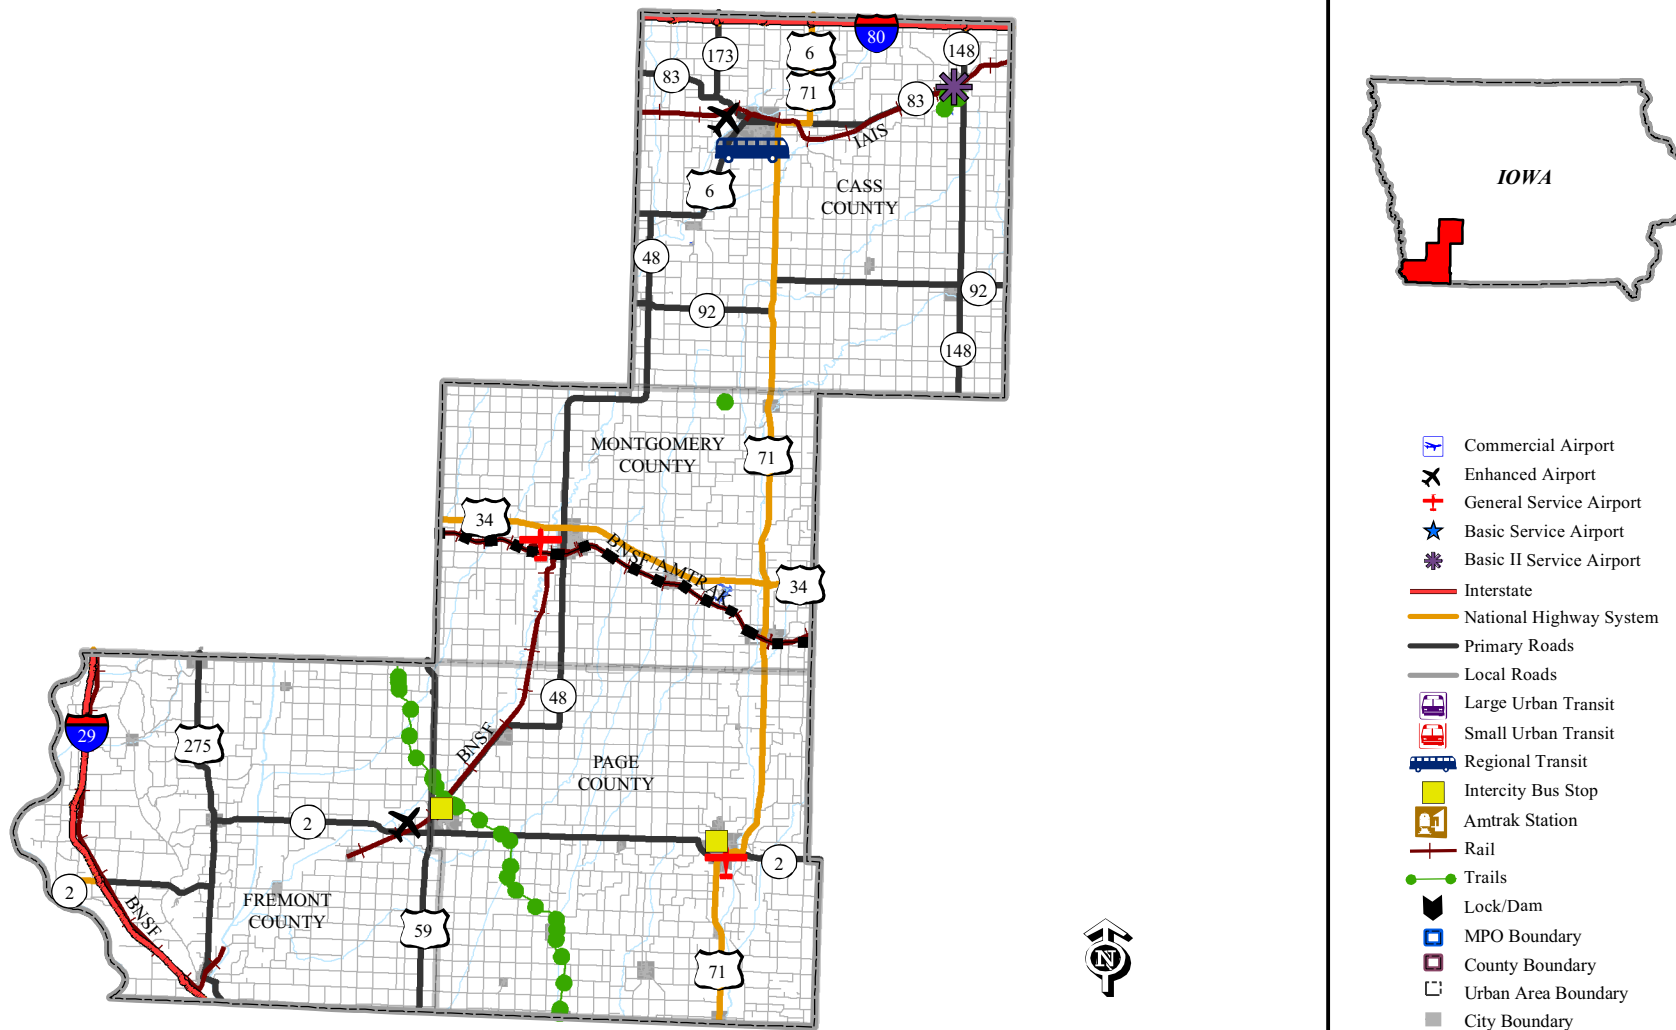 80
148
173
6
83
71
83
IAIS
6
CASS
COUNTY
48
92
92
148
MONTGOMERY
COUNTY
71
34
BNSF/AMTRAK
34
48
29
275
BNSF
PAGE
COUNTY
2
2
2
BNSF
FREMONT
COUNTY
59
71
N
IOWA
Commercial Airport
Enhanced Airport
General Service Airport
Basic Service Airport
Basic II Service Airport
Interstate
National Highway System
Primary Roads
Local Roads
Large Urban Transit
Small Urban Transit
Regional Transit
Intercity Bus Stop
Amtrak Station
Rail
Trails
Lock/Dam
MPO Boundary
County Boundary
Urban Area Boundary
City Boundary